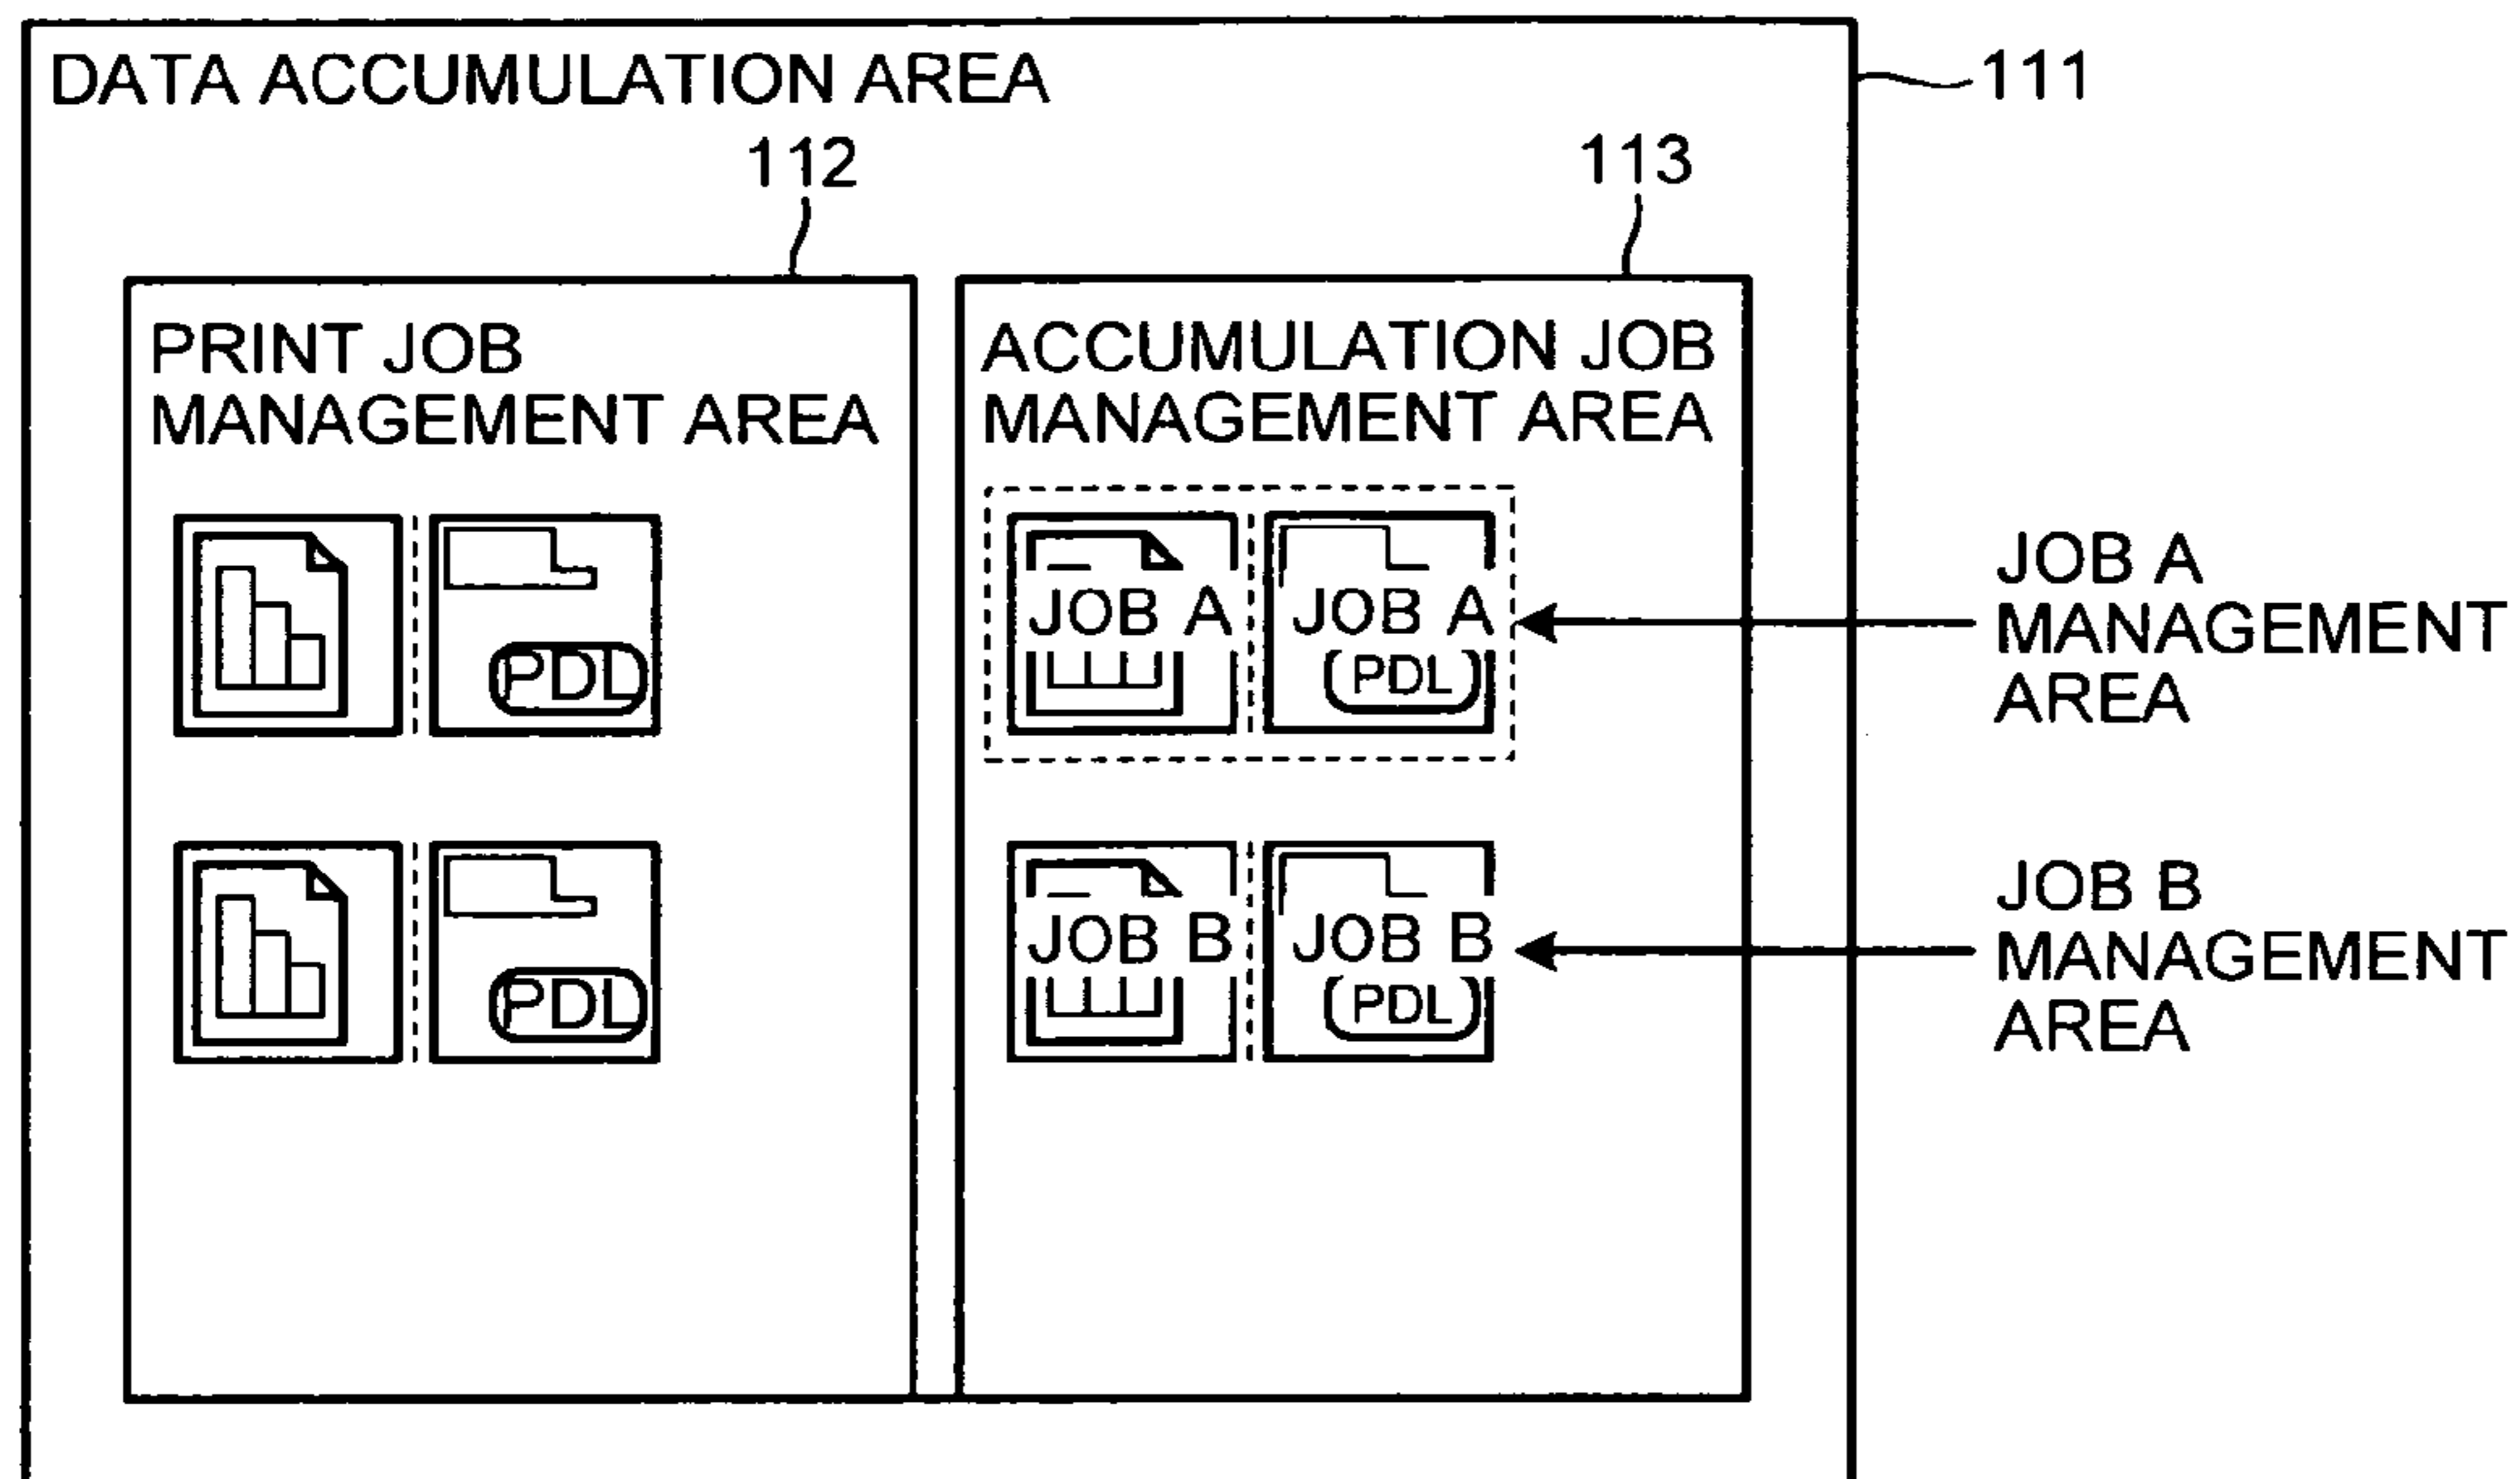 DATA ACCUMULATION AREA
111
112
113
PRINT JOB
MANAGEMENT AREA
PDL
PDL
ACCUMULATION JOB
MANAGEMENT AREA
JOB A
JOB A
PDL
JOB B
JOB B
PDL
JOB A
MANAGEMENT
AREA
JOB B
MANAGEMENT
AREA